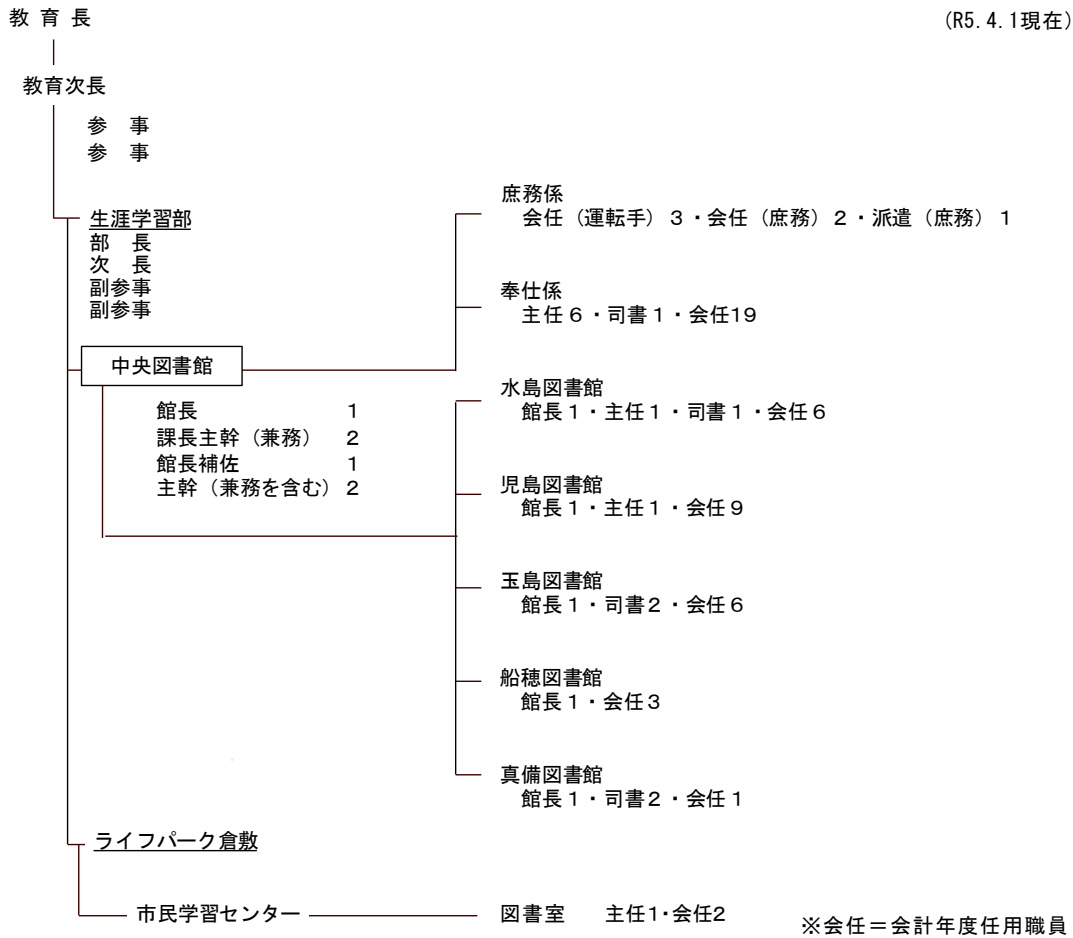 教 育 長
(R5.4.1現在)
教育次長
参　事
参　事
生涯学習部
部　長
次　長
副参事
副参事
中央図書館
館長　1
課長主幹（兼務）　2
館長補佐　1
主幹（兼務を含む）2
庶務係
会任（運転手）３・会任（庶務）２・派遣（庶務）１
奉仕係
主任６・司書１・会任19
水島図書館
館長１・主任１・司書１・会任６
児島図書館
館長１・主任１・会任９
玉島図書館
館長１・司書２・会任６
船穂図書館
館長１・会任３
真備図書館
館長１・司書２・会任１
ライフパーク倉敷
市民学習センター
図書室　主任1・会任2
※会任＝会計年度任用職員